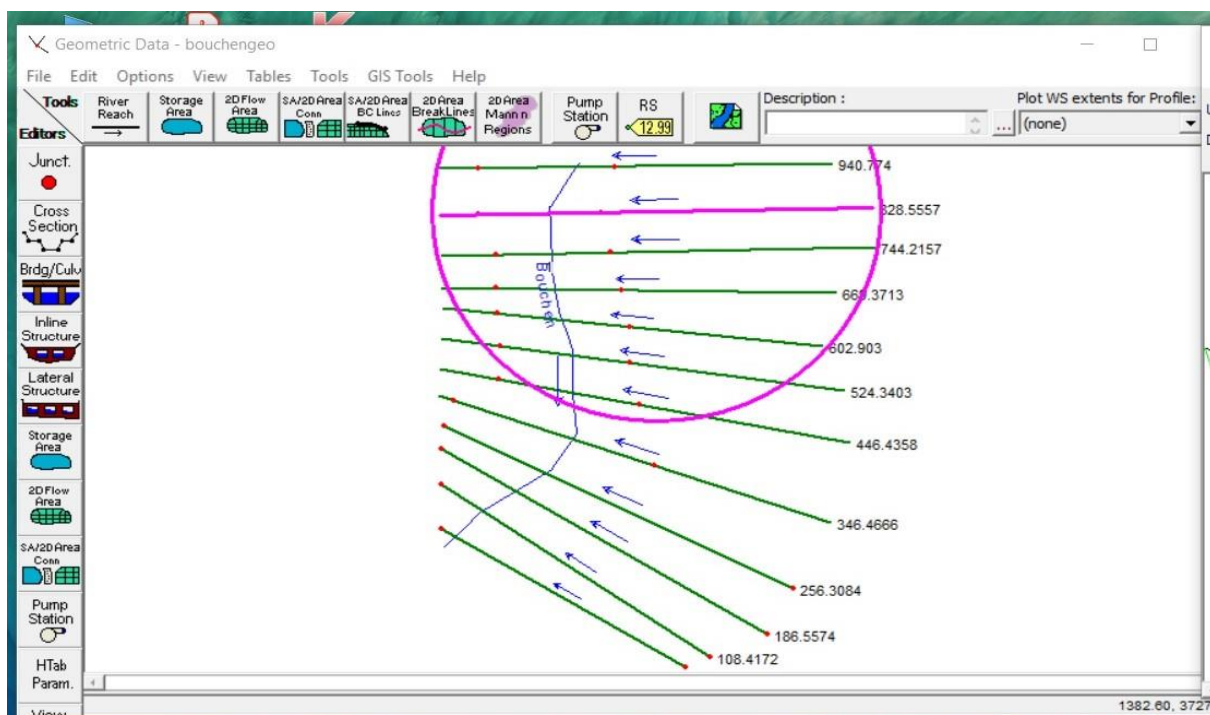 Geometric Data - bouchengeo
File Edit Options View Tables Tools GIS Tools Help
Tools
Editors
River
Reach
Storage
Area
2D Flow
Area
SA/2D Area
Conn
SA/2D Area
BC Lines
2D Area
BreakLines
2D Area
Mann n
Regions
Pump
Station
RS
12.99
Description :
...
Plot WS extents for Profile:
(none)
Junct.
Cross
Section
Brdg/Culv
Inline
Structure
Lateral
Structure
Storage
Area
2D Flow
Area
SA/2D Area
Conn
Pump
Station
HTab
Param.
View
940.774
828.5557
744.2157
Bouchen
602.903
524.3403
446.4358
346.4666
256.3084
186.5574
108.4172
1382.60, 3727